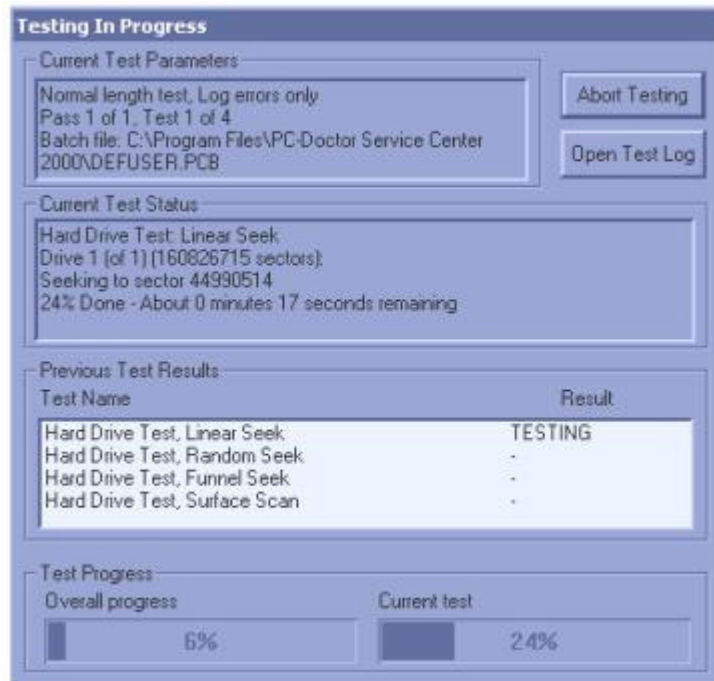 Testing In Progress
Current Test Parameters
Normal length test, Log errors only
Pass 1 of 1, Test 1 of 4
Batch file: C:\Program Files\PC-Doctor Service Center
2000\DEFUSER.PCB
Abort Testing
Open Test Log
Current Test Status
Hard Drive Test: Linear Seek
Drive 1 (of 1) (160826715 sectors):
Seeking to sector 44990514
24% Done - About 0 minutes 17 seconds remaining
Previous Test Results
Test Name Result
Hard Drive Test, Linear Seek TESTING
Hard Drive Test, Random Seek -
Hard Drive Test, Funnel Seek -
Hard Drive Test, Surface Scan -
Test Progress
Overall progress Current test
6% 24%